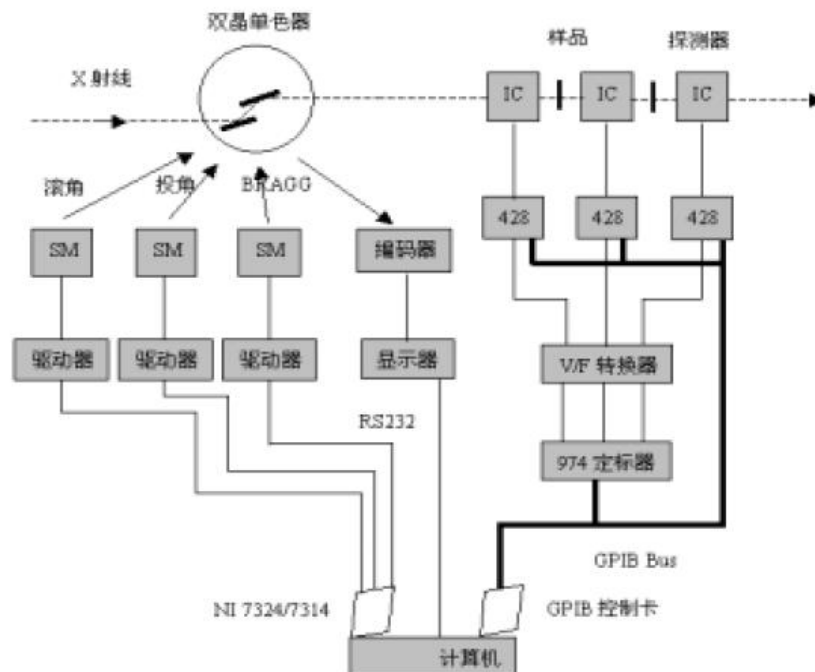 双晶单色器
样品
探测器
X 射线
IC
IC
IC
滚角
投角
BRAGG
428
428
428
SM
SM
SM
编码器
驱动器
驱动器
驱动器
显示器
V/F 转换器
RS232
974 定标器
GPIB Bus
NI 7324/7314
GPIB 控制卡
计算机